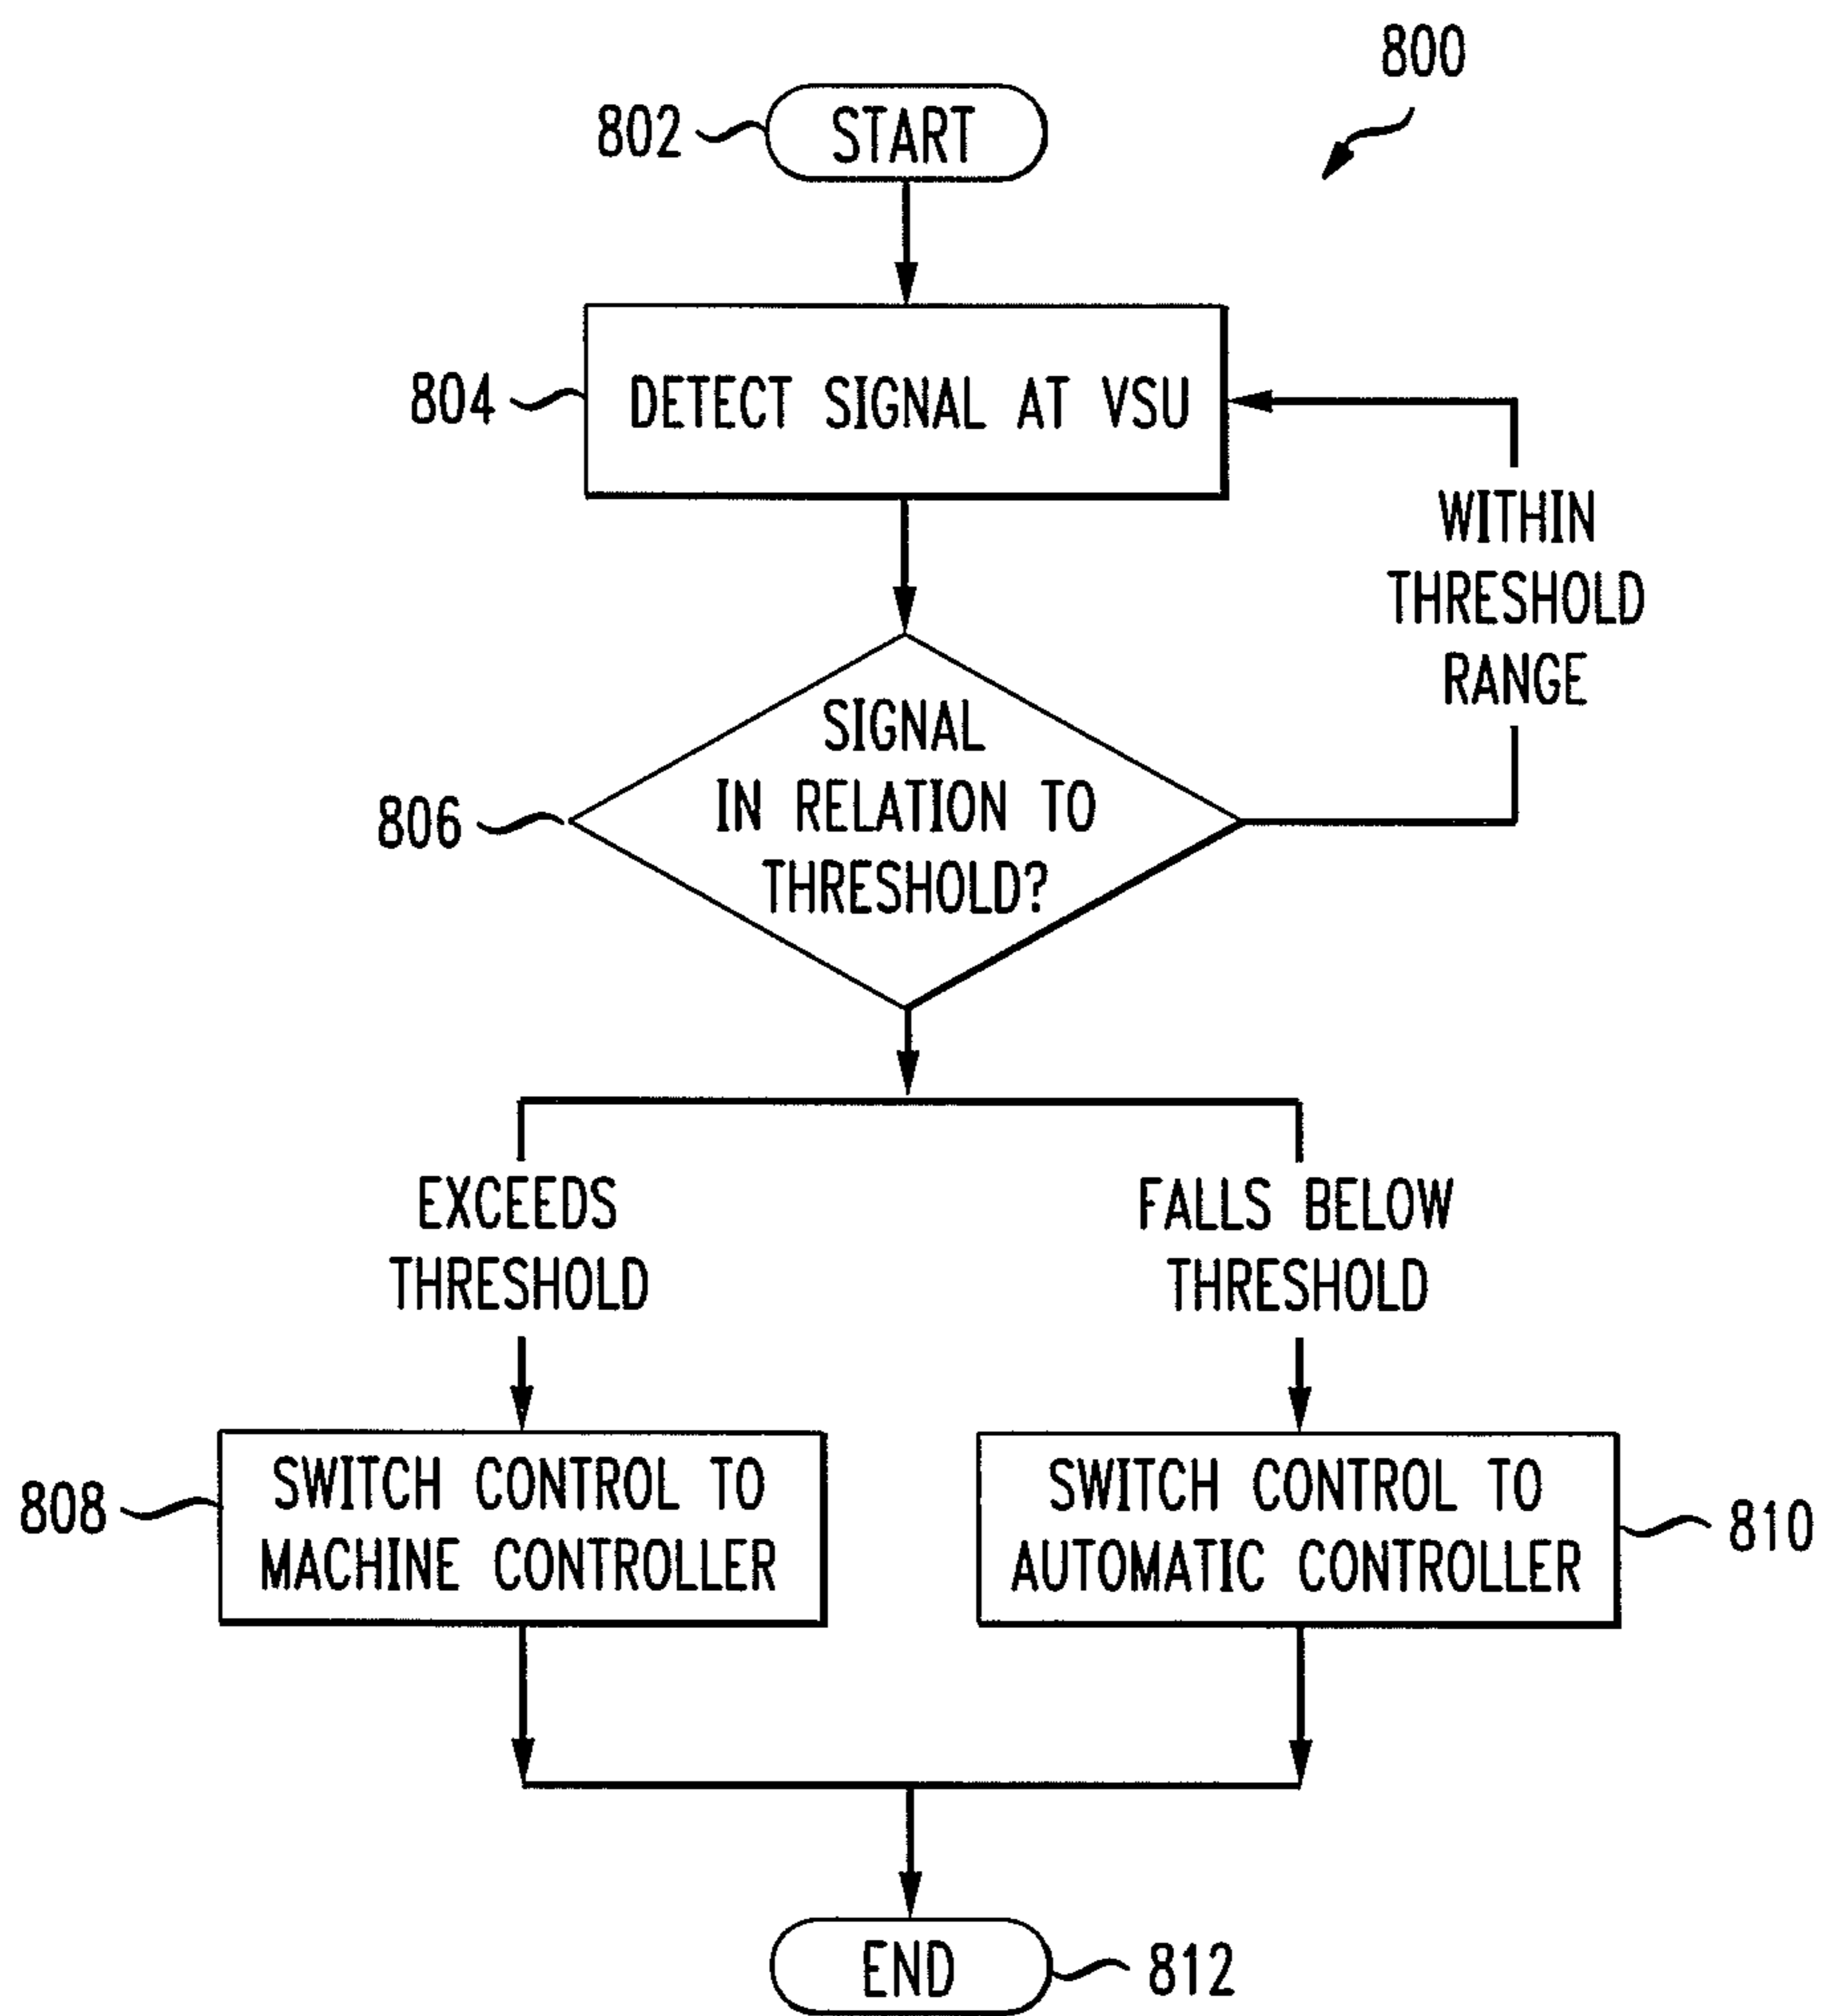 800
802
START
804
DETECT SIGNAL AT VSU
WITHIN
THRESHOLD
RANGE
806
SIGNAL
IN RELATION TO
THRESHOLD?
EXCEEDS
THRESHOLD
FALLS BELOW
THRESHOLD
808
SWITCH CONTROL TO
MACHINE CONTROLLER
SWITCH CONTROL TO
AUTOMATIC CONTROLLER
810
END
812